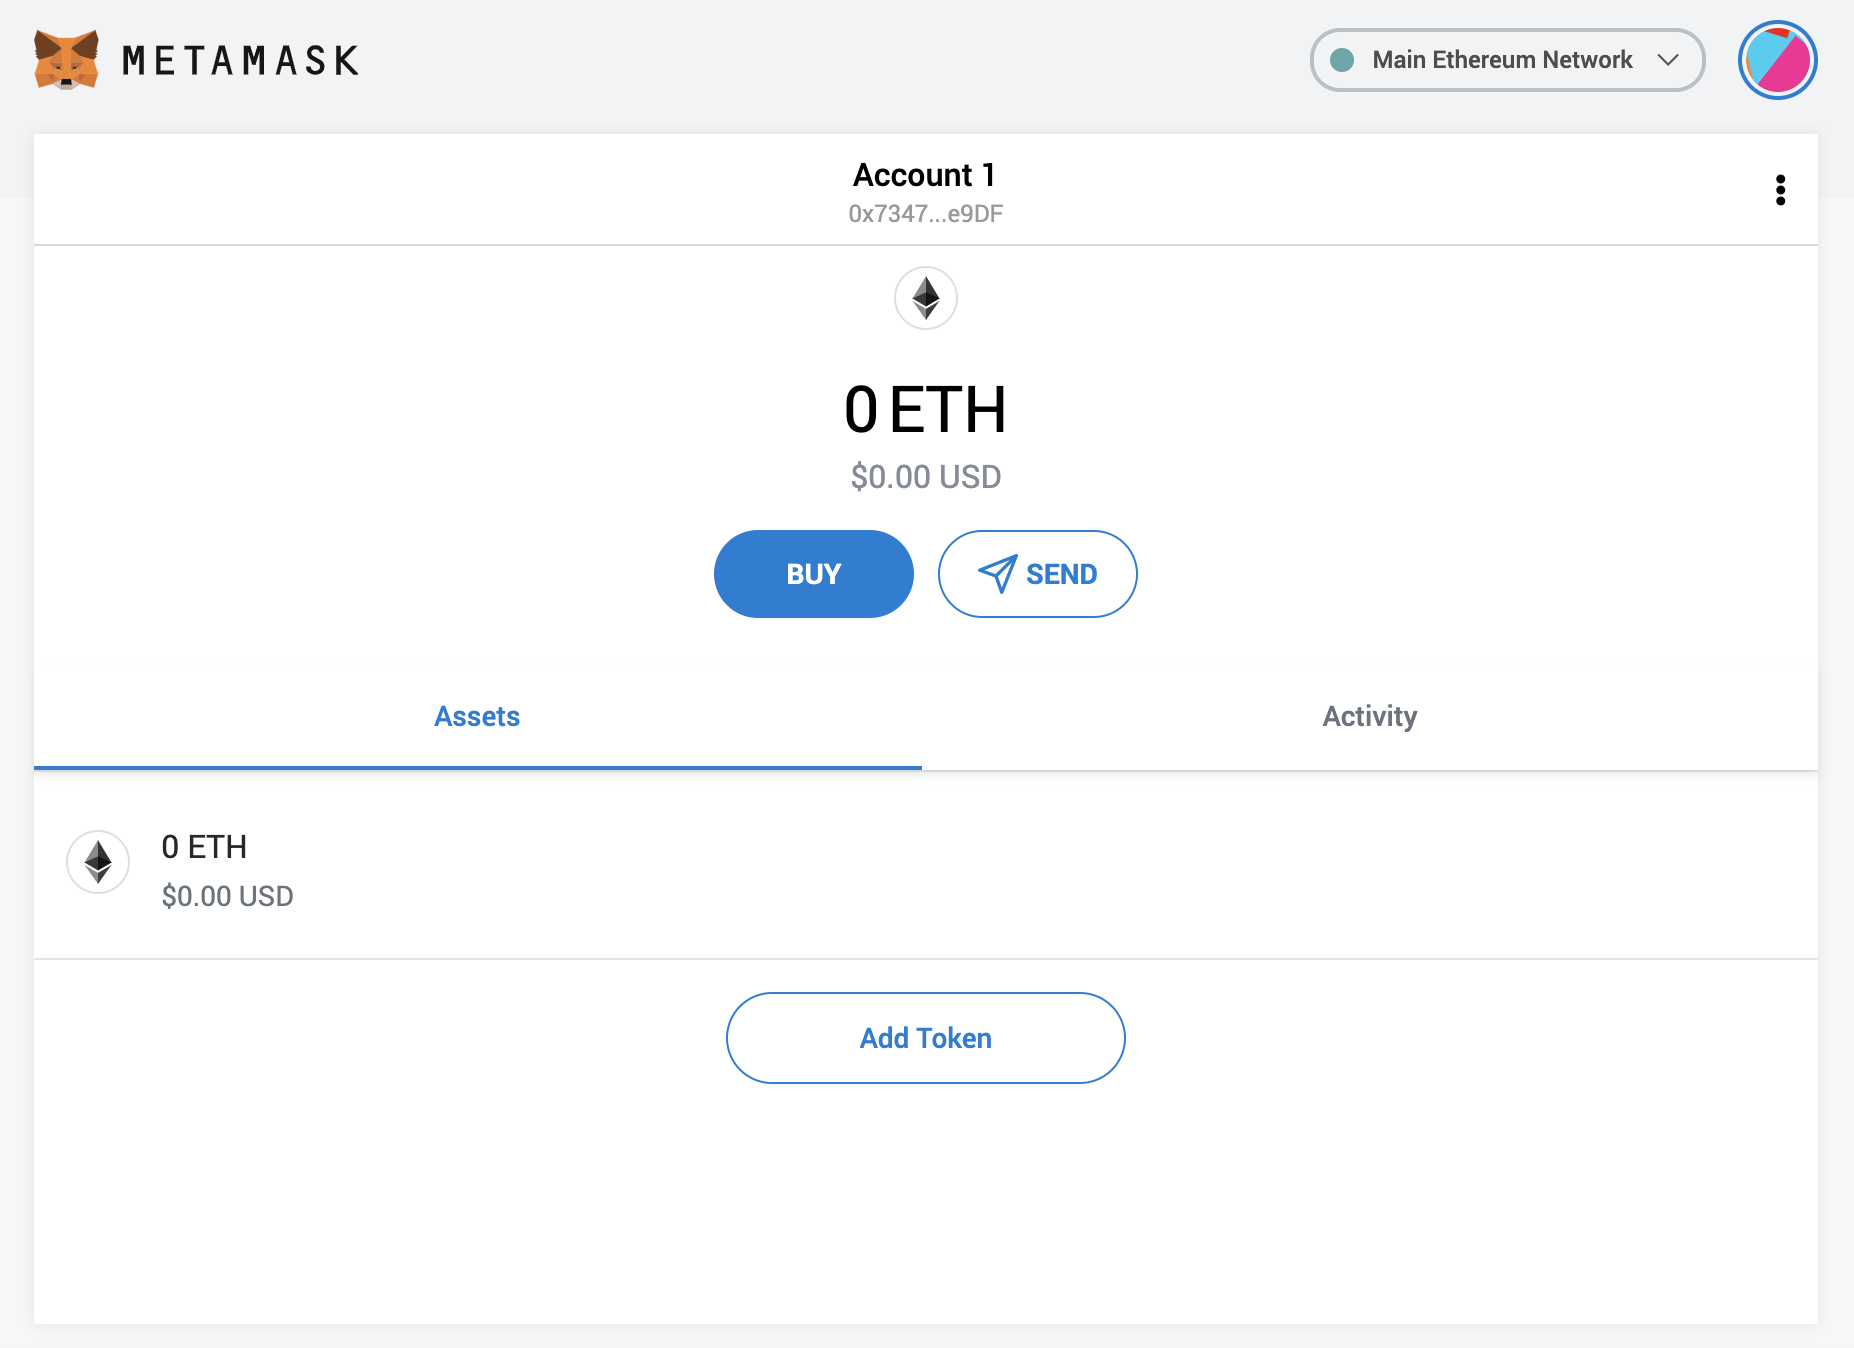 METAMASK
Main Ethereum Network
Account 1
0x7347...e9DF
0 ETH
$0.00 USD
BUY
SEND
Assets
Activity
0 ETH
$0.00 USD
Add Token